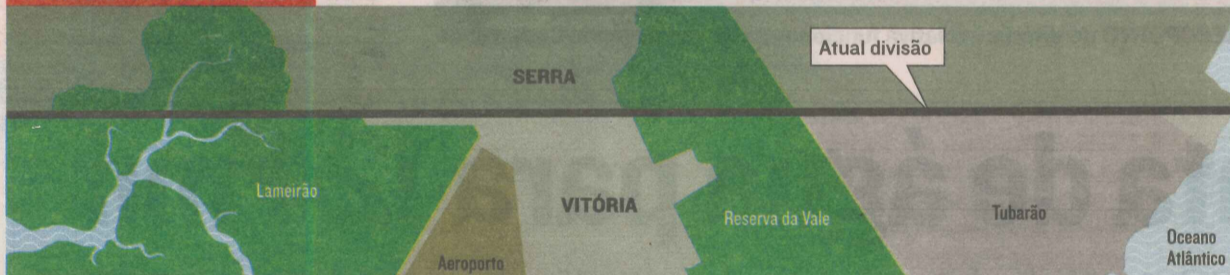 SERRA
Atual divisão
Lameirão
VITÓRIA
Reserva da Vale
Tubarão
Aeroporto
Oceano
Atlântico